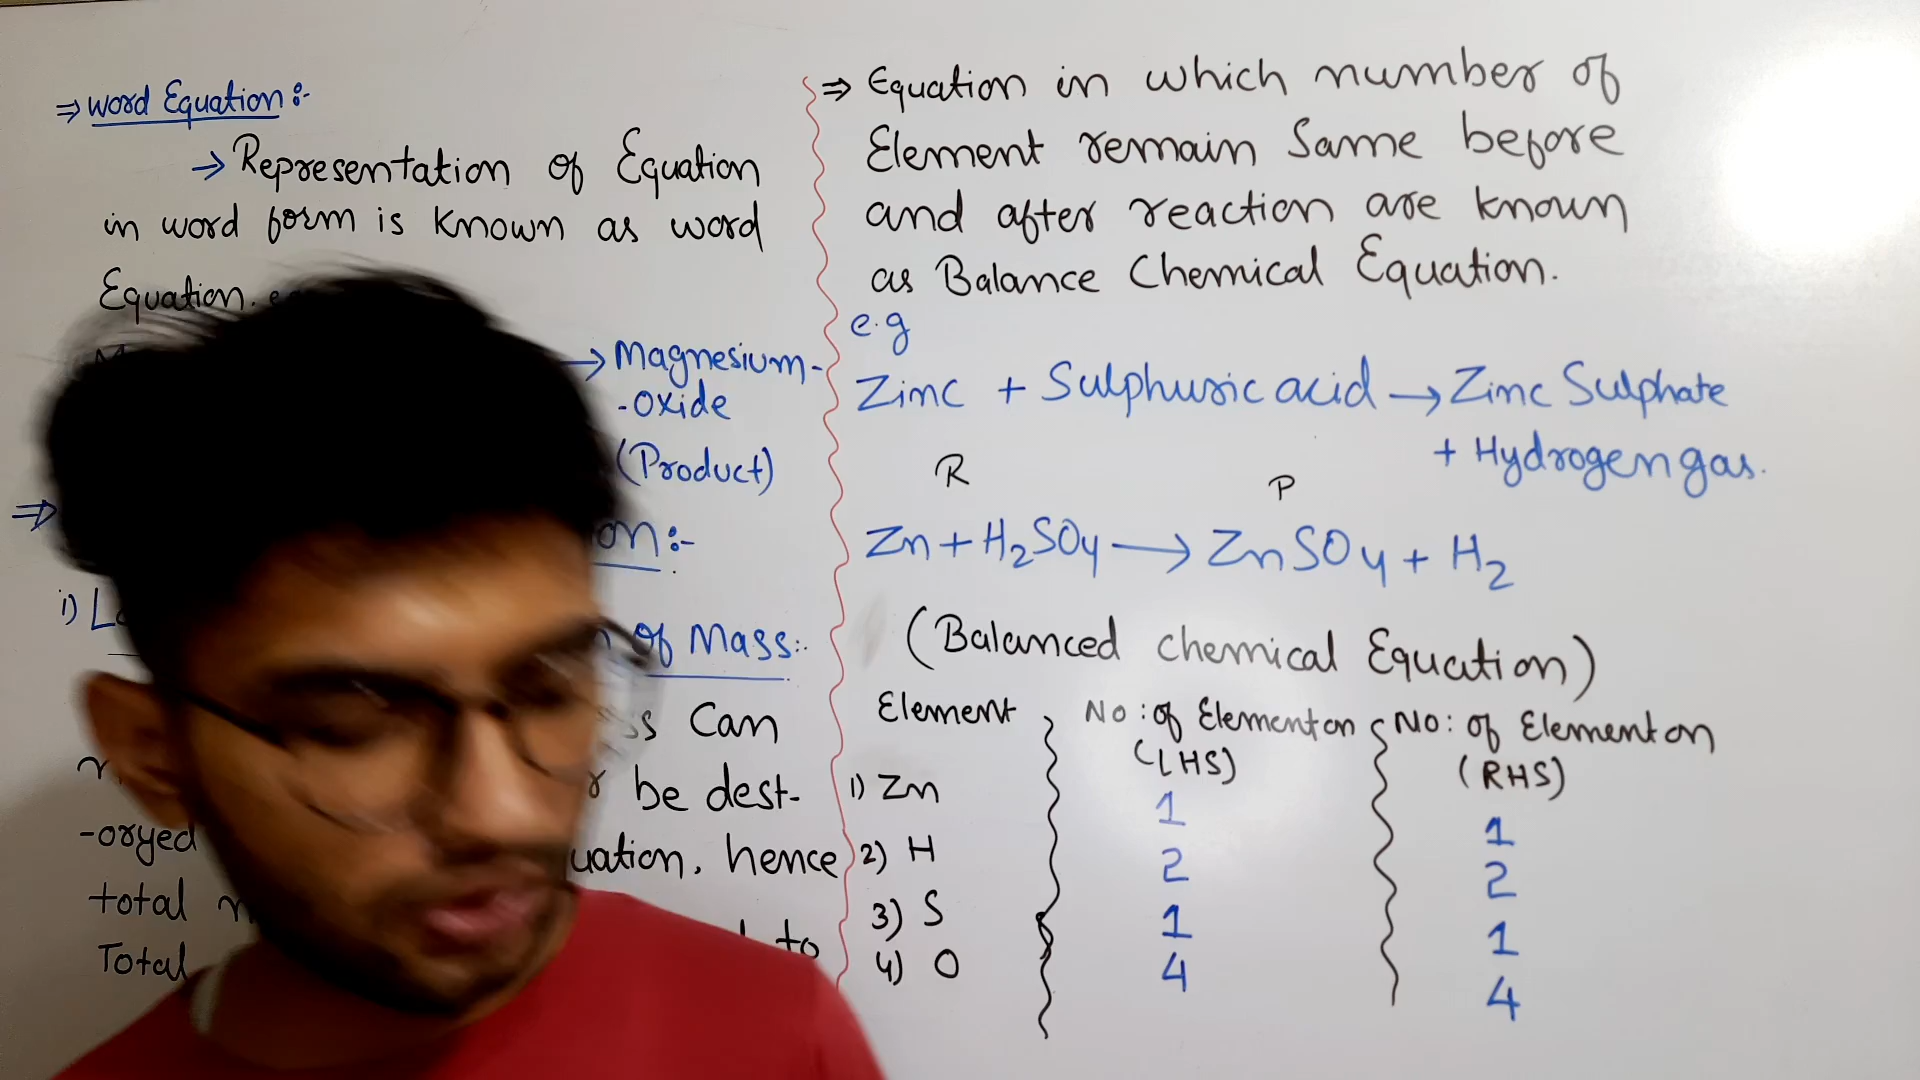 ⇒ Word Equation:-
→ Representation of Equation
in word form is known as word
Equation.
→ Magnesium-
-Oxide
(Product)
⇒
on:-
i) L
of Mass:-
Can
be dest-
-oryed
uation, hence
total
to
Total
⇒ Equation in which number of
Element remain Same before
and after reaction are known
as Balance Chemical Equation.
e.g
Zinc + Sulphuric acid → Zinc Sulphate
+ Hydrogen gas.
R P
Zn + H₂SO₄ → ZnSO₄ + H₂
(Balanced chemical Equation)
Element No: of Element on No: of Element on
(LHS) (RHS)
1) Zn 1 1
2) H 2 2
3) S 1 1
4) O 4 4